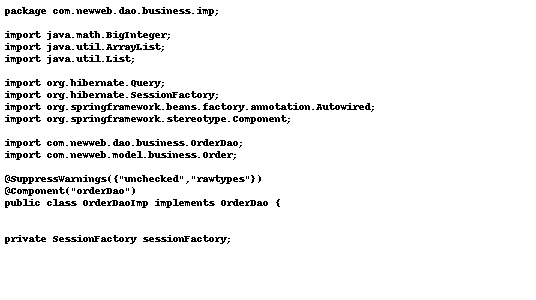 package com.newweb.dao.business.imp;
import java.math.BigInteger;
import java.util.ArrayList;
import java.util.List;
import org.hibernate.Query;
import org.hibernate.SessionFactory;
import org.springframework.beans.factory.annotation.Autowired;
import org.springframework.stereotype.Component;
import com.newweb.dao.business.OrderDao;
import com.newweb.model.business.Order;
@SuppressWarnings({"unchecked","rawtypes"})
@Component("orderDao")
public class OrderDaoImp implements OrderDao {
private SessionFactory sessionFactory;